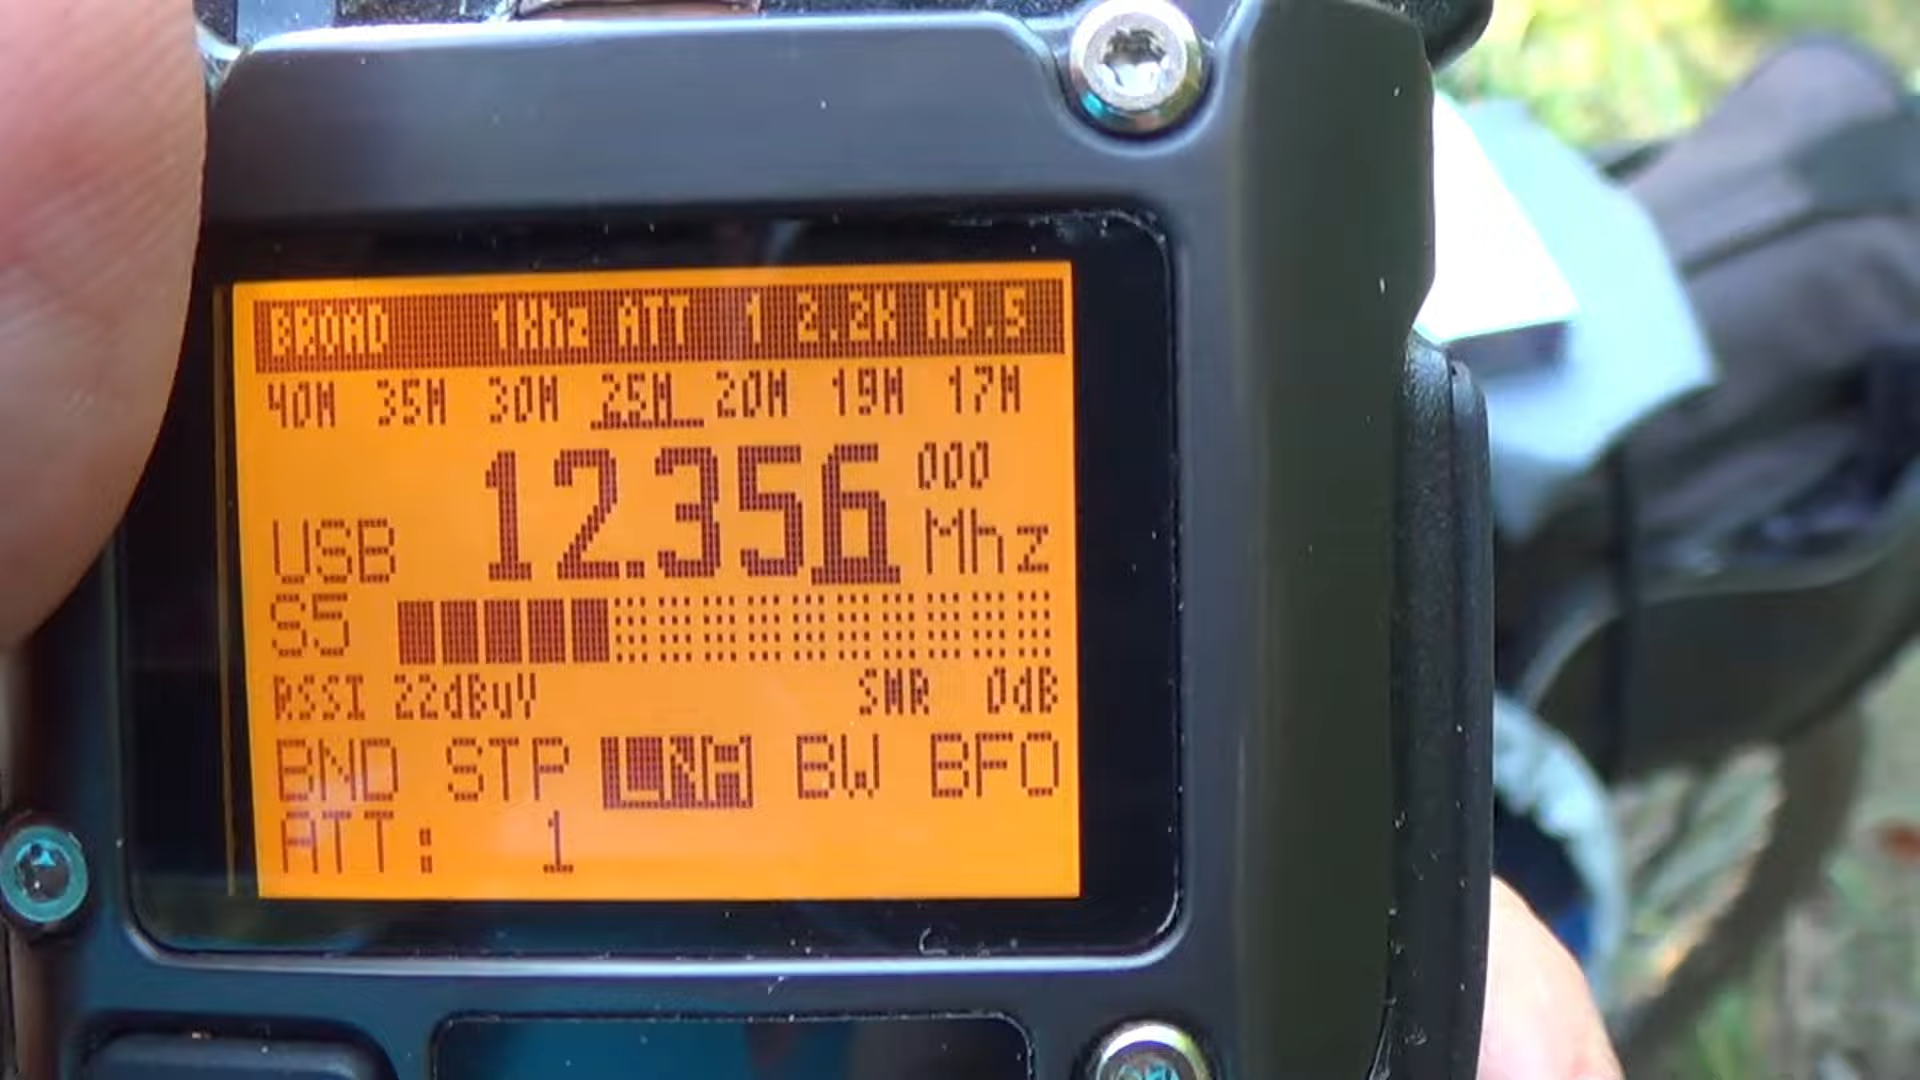 BROAD 1Khz ATT 1 2.2K H0.5
40M 35M 30M 25M 20M 19M 17M
12.356 000
USB Mhz
S5
RSSI 22dBuV SNR 0dB
BND STP LNA BW BFO
ATT: 1